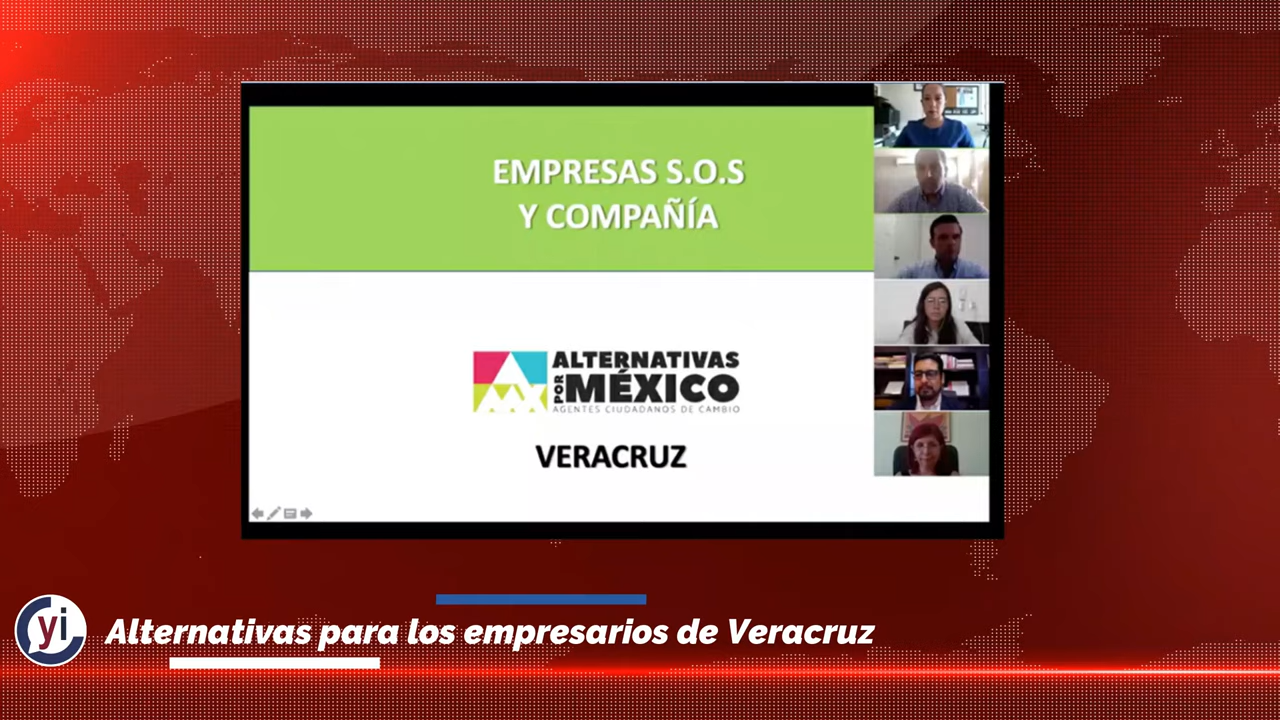 EMPRESAS S.O.S
Y COMPAÑÍA
ALTERNATIVAS
POR MÉXICO
AGENTES CIUDADANOS DE CAMBIO
VERACRUZ
yi Alternativas para los empresarios de Veracruz